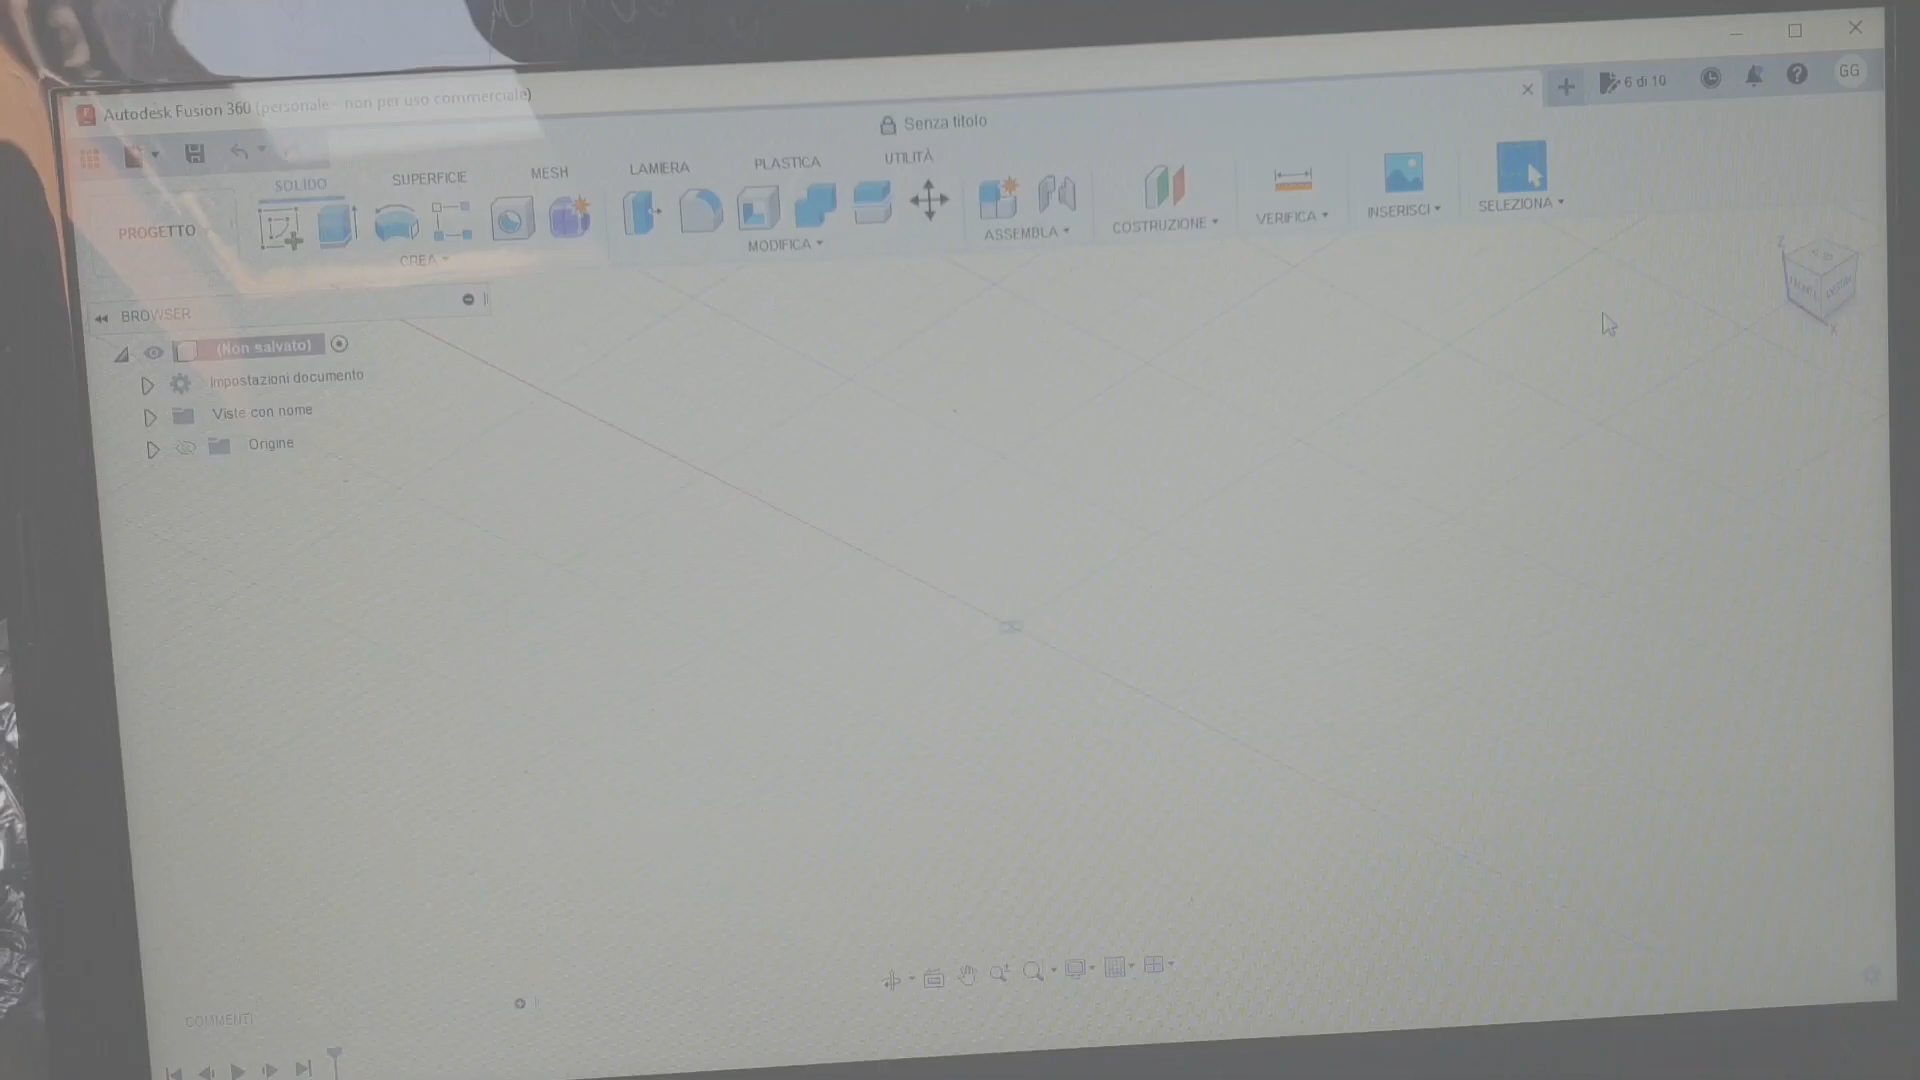 Autodesk Fusion 360 (personale - non per uso commerciale)
6 di 10
GG
Senza titolo
SOLIDO
SUPERFICIE
MESH
LAMIERA
PLASTICA
UTILITÀ
PROGETTO
CREA
MODIFICA
ASSEMBLA
COSTRUZIONE
VERIFICA
INSERISCI
SELEZIONA
Z
X
BROWSER
(Non salvato)
Impostazioni documento
Viste con nome
Origine
COMMENTI